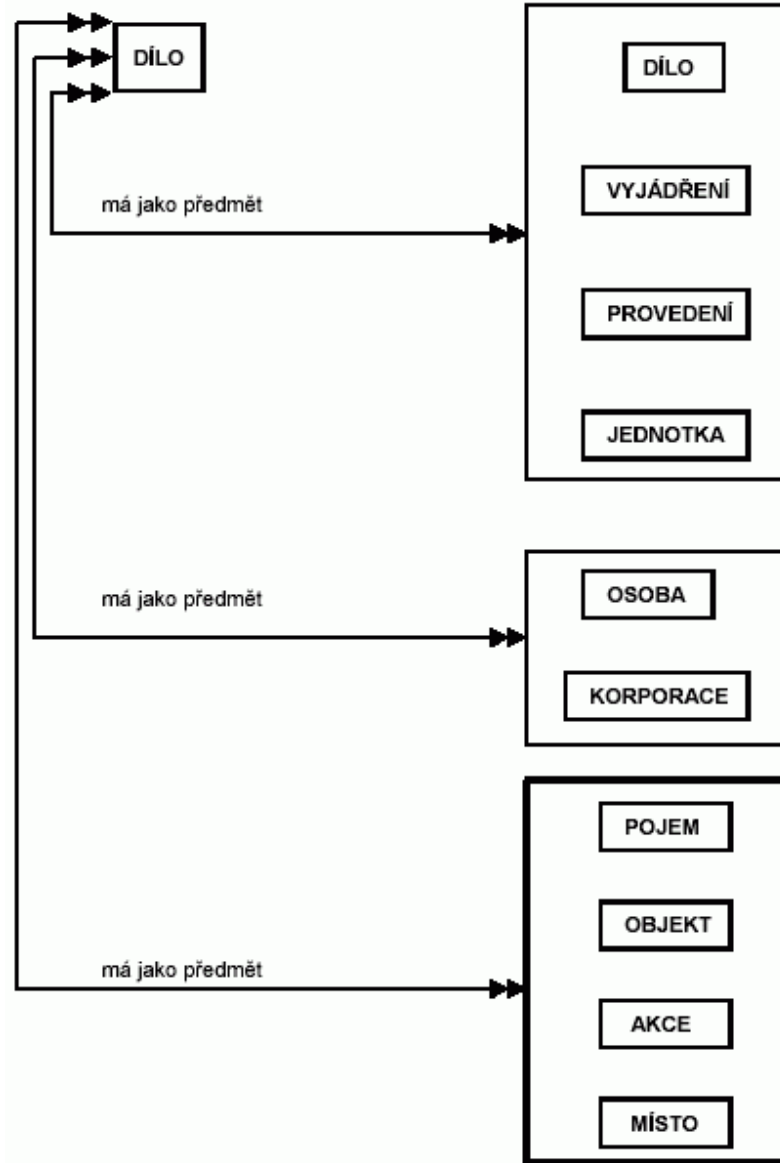 DÍLO
DÍLO
VYJÁDŘENÍ
má jako předmět
PROVEDENÍ
JEDNOTKA
OSOBA
má jako předmět
KORPORACE
POJEM
OBJEKT
má jako předmět
AKCE
MÍSTO